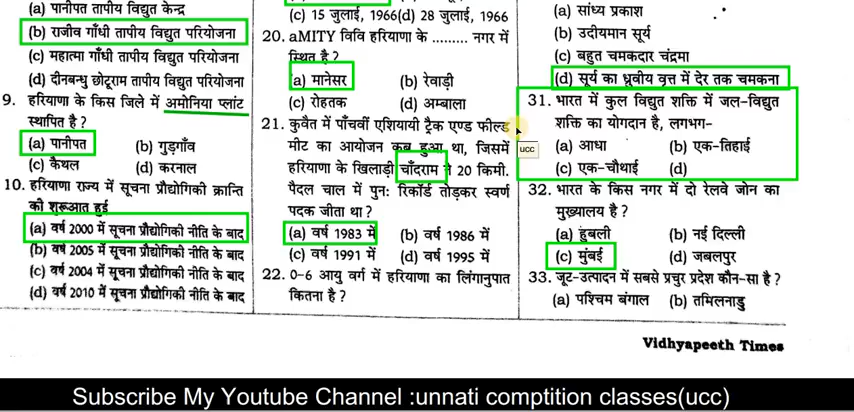 (a) पानीपत तापीय विद्युत केन्द्र
(b) राजीव गाँधी तापीय विद्युत परियोजना
(c) महात्मा गाँधी तापीय विद्युत परियोजना
(d) दीनबन्धु छोटूराम तापीय विद्युत परियोजना
9. हरियाणा के किस जिले में अमोनिया प्लांट
स्थापित है ?
(a) पानीपत (b) गुड़गाँव
(c) कैथल (d) करनाल
10. हरियाणा राज्य में सूचना प्रौद्योगिकी क्रान्ति
की शुरूआत हुई
(a) वर्ष 2000 में सूचना प्रौद्योगिकी नीति के बाद
(b) वर्ष 2005 में सूचना प्रौद्योगिकी नीति के बाद
(c) वर्ष 2004 में सूचना प्रौद्योगिकी नीति के बाद
(d) वर्ष 2010 में सूचना प्रौद्योगिकी नीति के बाद
(c) 15 जुलाई, 1966(d) 28 जुलाई, 1966
20. aMITY विवि हरियाणा के ......... नगर में
स्थित है ?
(a) मानेसर (b) रेवाड़ी
(c) रोहतक (d) अम्बाला
21. कुवैत में पाँचवीं एशियायी ट्रैक एण्ड फील्ड
मीट का आयोजन कब हुआ था, जिसमें
हरियाणा के खिलाड़ी चाँदराम ने 20 किमी.
पैदल चाल में पुनः रिकॉर्ड तोड़कर स्वर्ण
पदक जीता था ?
(a) वर्ष 1983 में (b) वर्ष 1986 में
(c) वर्ष 1991 में (d) वर्ष 1995 में
22. 0-6 आयु वर्ग में हरियाणा का लिंगानुपात
कितना है ?
(a) सांध्य प्रकाश
(b) उदीयमान सूर्य
(c) बहुत चमकदार चंद्रमा
(d) सूर्य का ध्रुवीय वृत्त में देर तक चमकना
31. भारत में कुल विद्युत शक्ति में जल-विद्युत
शक्ति का योगदान है, लगभग-
ucc
(a) आधा (b) एक-तिहाई
(c) एक-चौथाई (d)
32. भारत के किस नगर में दो रेलवे जोन का
मुख्यालय है ?
(a) हुबली (b) नई दिल्ली
(c) मुंबई (d) जबलपुर
33. जूट-उत्पादन में सबसे प्रचुर प्रदेश कौन-सा है ?
(a) पश्चिम बंगाल (b) तमिलनाडु
Vidhyapeeth Times
Subscribe My Youtube Channel :unnati comptition classes(ucc)